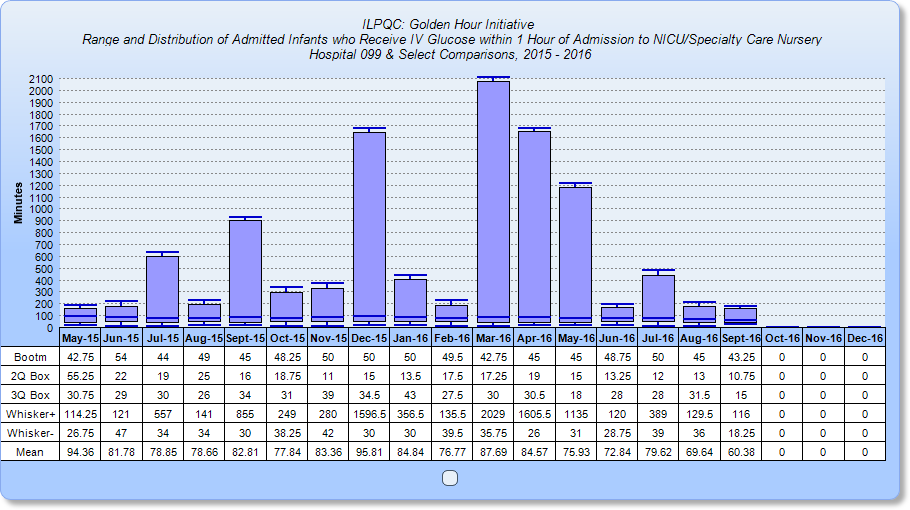 ILPQC: Golden Hour Initiative
Range and Distribution of Admitted Infants who Receive IV Glucose within 1 Hour of Admission to NICU/Specialty Care Nursery
Hospital 099 & Select Comparisons, 2015 - 2016
2100
2000
1900
1800
1700
1600
1500
1400
1300
1200
1100
1000
900
800
700
600
500
400
300
200
100
0
Minutes
May-15 Jun-15 Jul-15 Aug-15 Sept-15 Oct-15 Nov-15 Dec-15 Jan-16 Feb-16 Mar-16 Apr-16 May-16 Jun-16 Jul-16 Aug-16 Sept-16 Oct-16 Nov-16 Dec-16
Bootm 42.75 54 44 49 45 48.25 50 50 50 49.5 42.75 45 45 48.75 50 45 43.25 0 0 0
2Q Box 55.25 22 19 25 16 18.75 11 15 13.5 17.5 17.25 19 15 13.25 12 13 10.75 0 0 0
3Q Box 30.75 29 30 26 34 31 39 34.5 43 27.5 30 30.5 18 28 28 31.5 15 0 0 0
Whisker+ 114.25 121 557 141 855 249 280 1596.5 356.5 135.5 2029 1605.5 1135 120 389 129.5 116 0 0 0
Whisker- 26.75 47 34 34 30 38.25 42 30 30 39.5 35.75 26 31 28.75 39 36 18.25 0 0 0
Mean 94.36 81.78 78.85 78.66 82.81 77.84 83.36 95.81 84.84 76.77 87.69 84.57 75.93 72.84 79.62 69.64 60.38 0 0 0